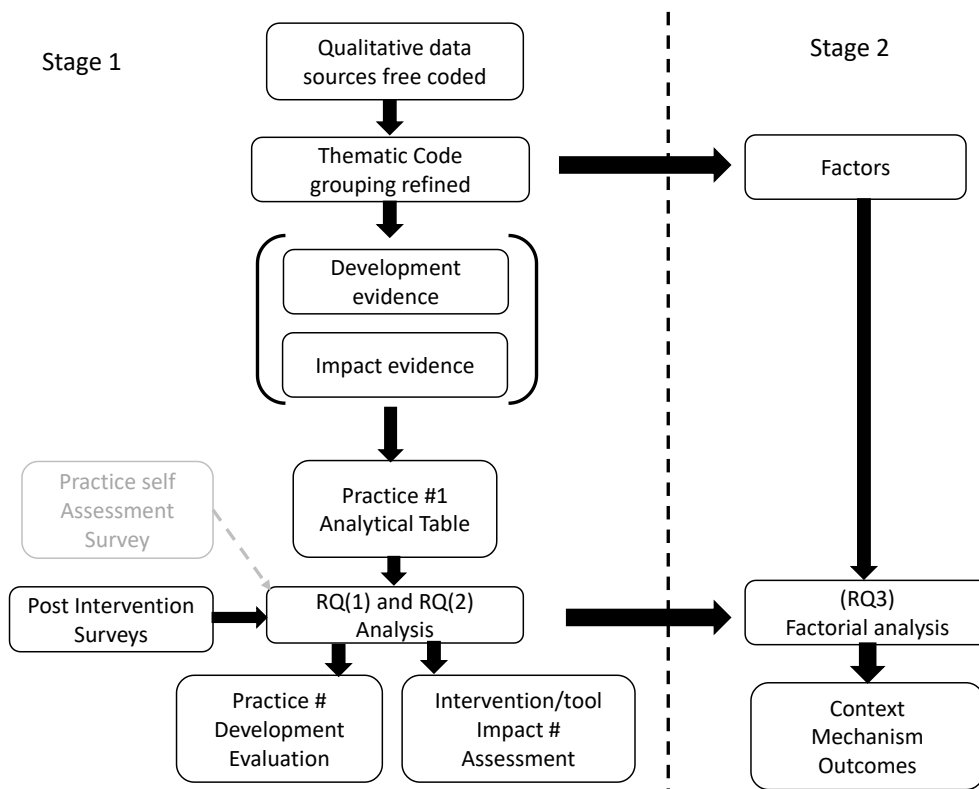 Stage 1
Qualitative data
sources free coded
Stage 2
Thematic Code
grouping refined
Factors
Development
evidence
Impact evidence
Practice self
Assessment
Survey
Practice #1
Analytical Table
Post Intervention
Surveys
RQ(1) and RQ(2)
Analysis
(RQ3)
Factorial analysis
Practice #
Development
Evaluation
Intervention/tool
Impact #
Assessment
Context
Mechanism
Outcomes